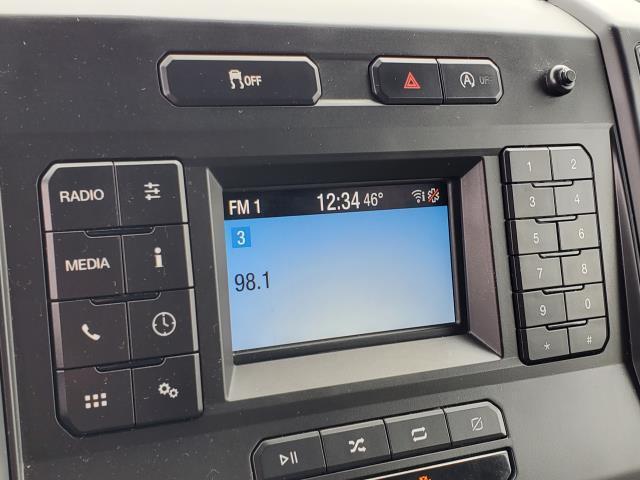 OFF
OFF
RADIO
MEDIA
i
FM 1 12:34 46°
3
98.1
1 2
3 4
5 6
7 8
9 0
* #